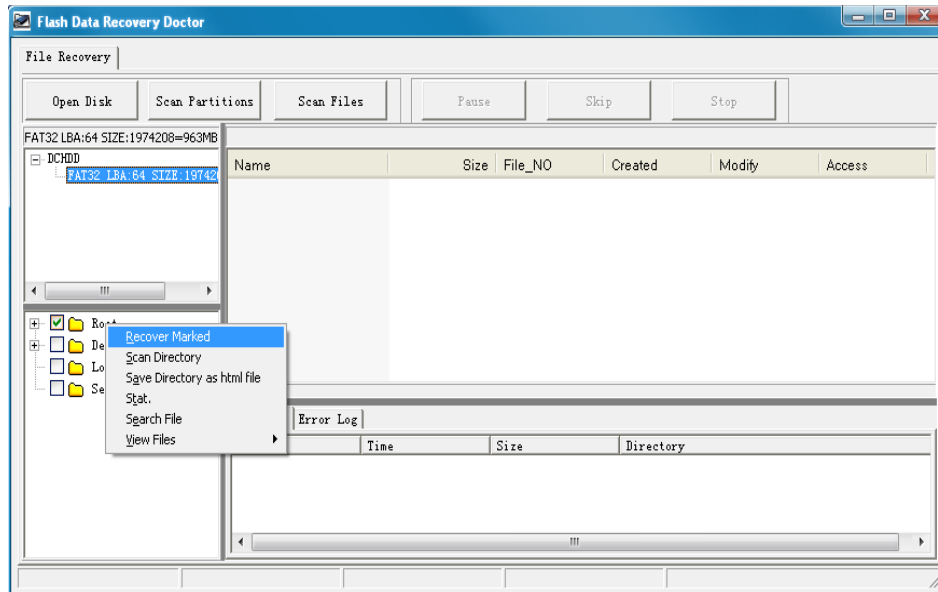 Flash Data Recovery Doctor
File Recovery
Open Disk Scan Partitions Scan Files Pause Skip Stop
FAT32 LBA:64 SIZE:1974208=963MB
DCHDD
FAT32 LBA:64 SIZE:19742
Name Size File_NO Created Modify Access
Recover Marked
Scan Directory
Save Directory as html file
Stat.
Search File
View Files
Error Log
Time Size Directory